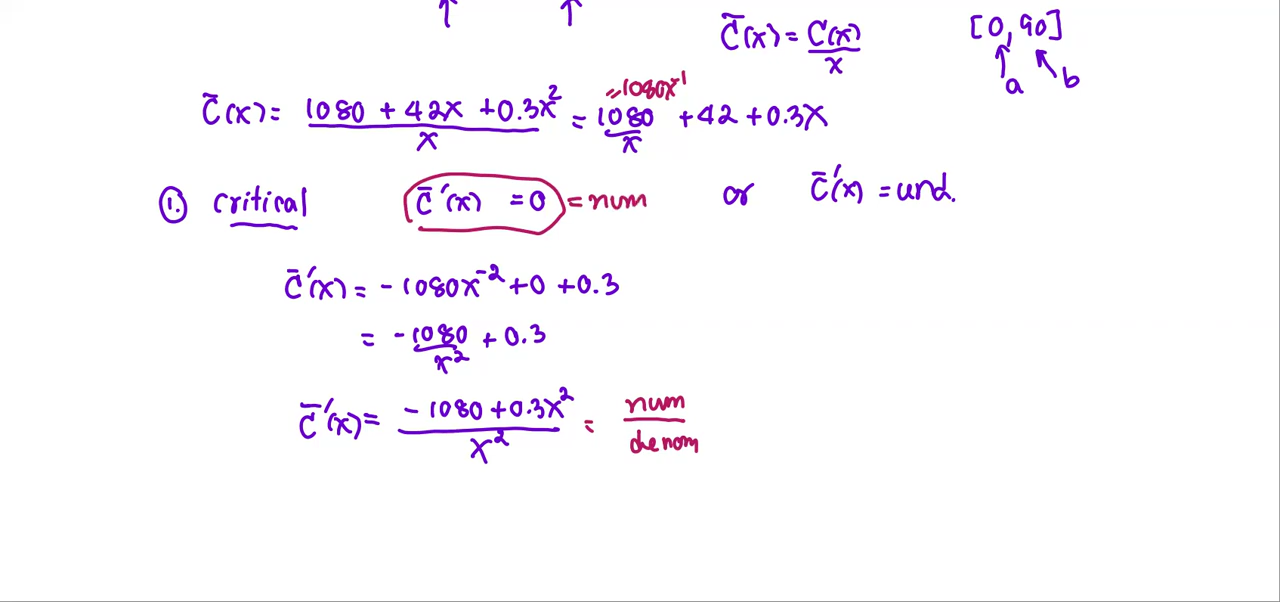 C̄(x) = C(x)/x [0, 90]
a b
= 1080x⁻¹
C̄(x) = (1080 + 42x + 0.3x²)/x = 1080/x + 42 + 0.3x
① critical C̄'(x) = 0 = num or C̄'(x) = und.
C̄'(x) = -1080x⁻² + 0 + 0.3
= -1080/x² + 0.3
C̄'(x) = (-1080 + 0.3x²)/x² = num/denom